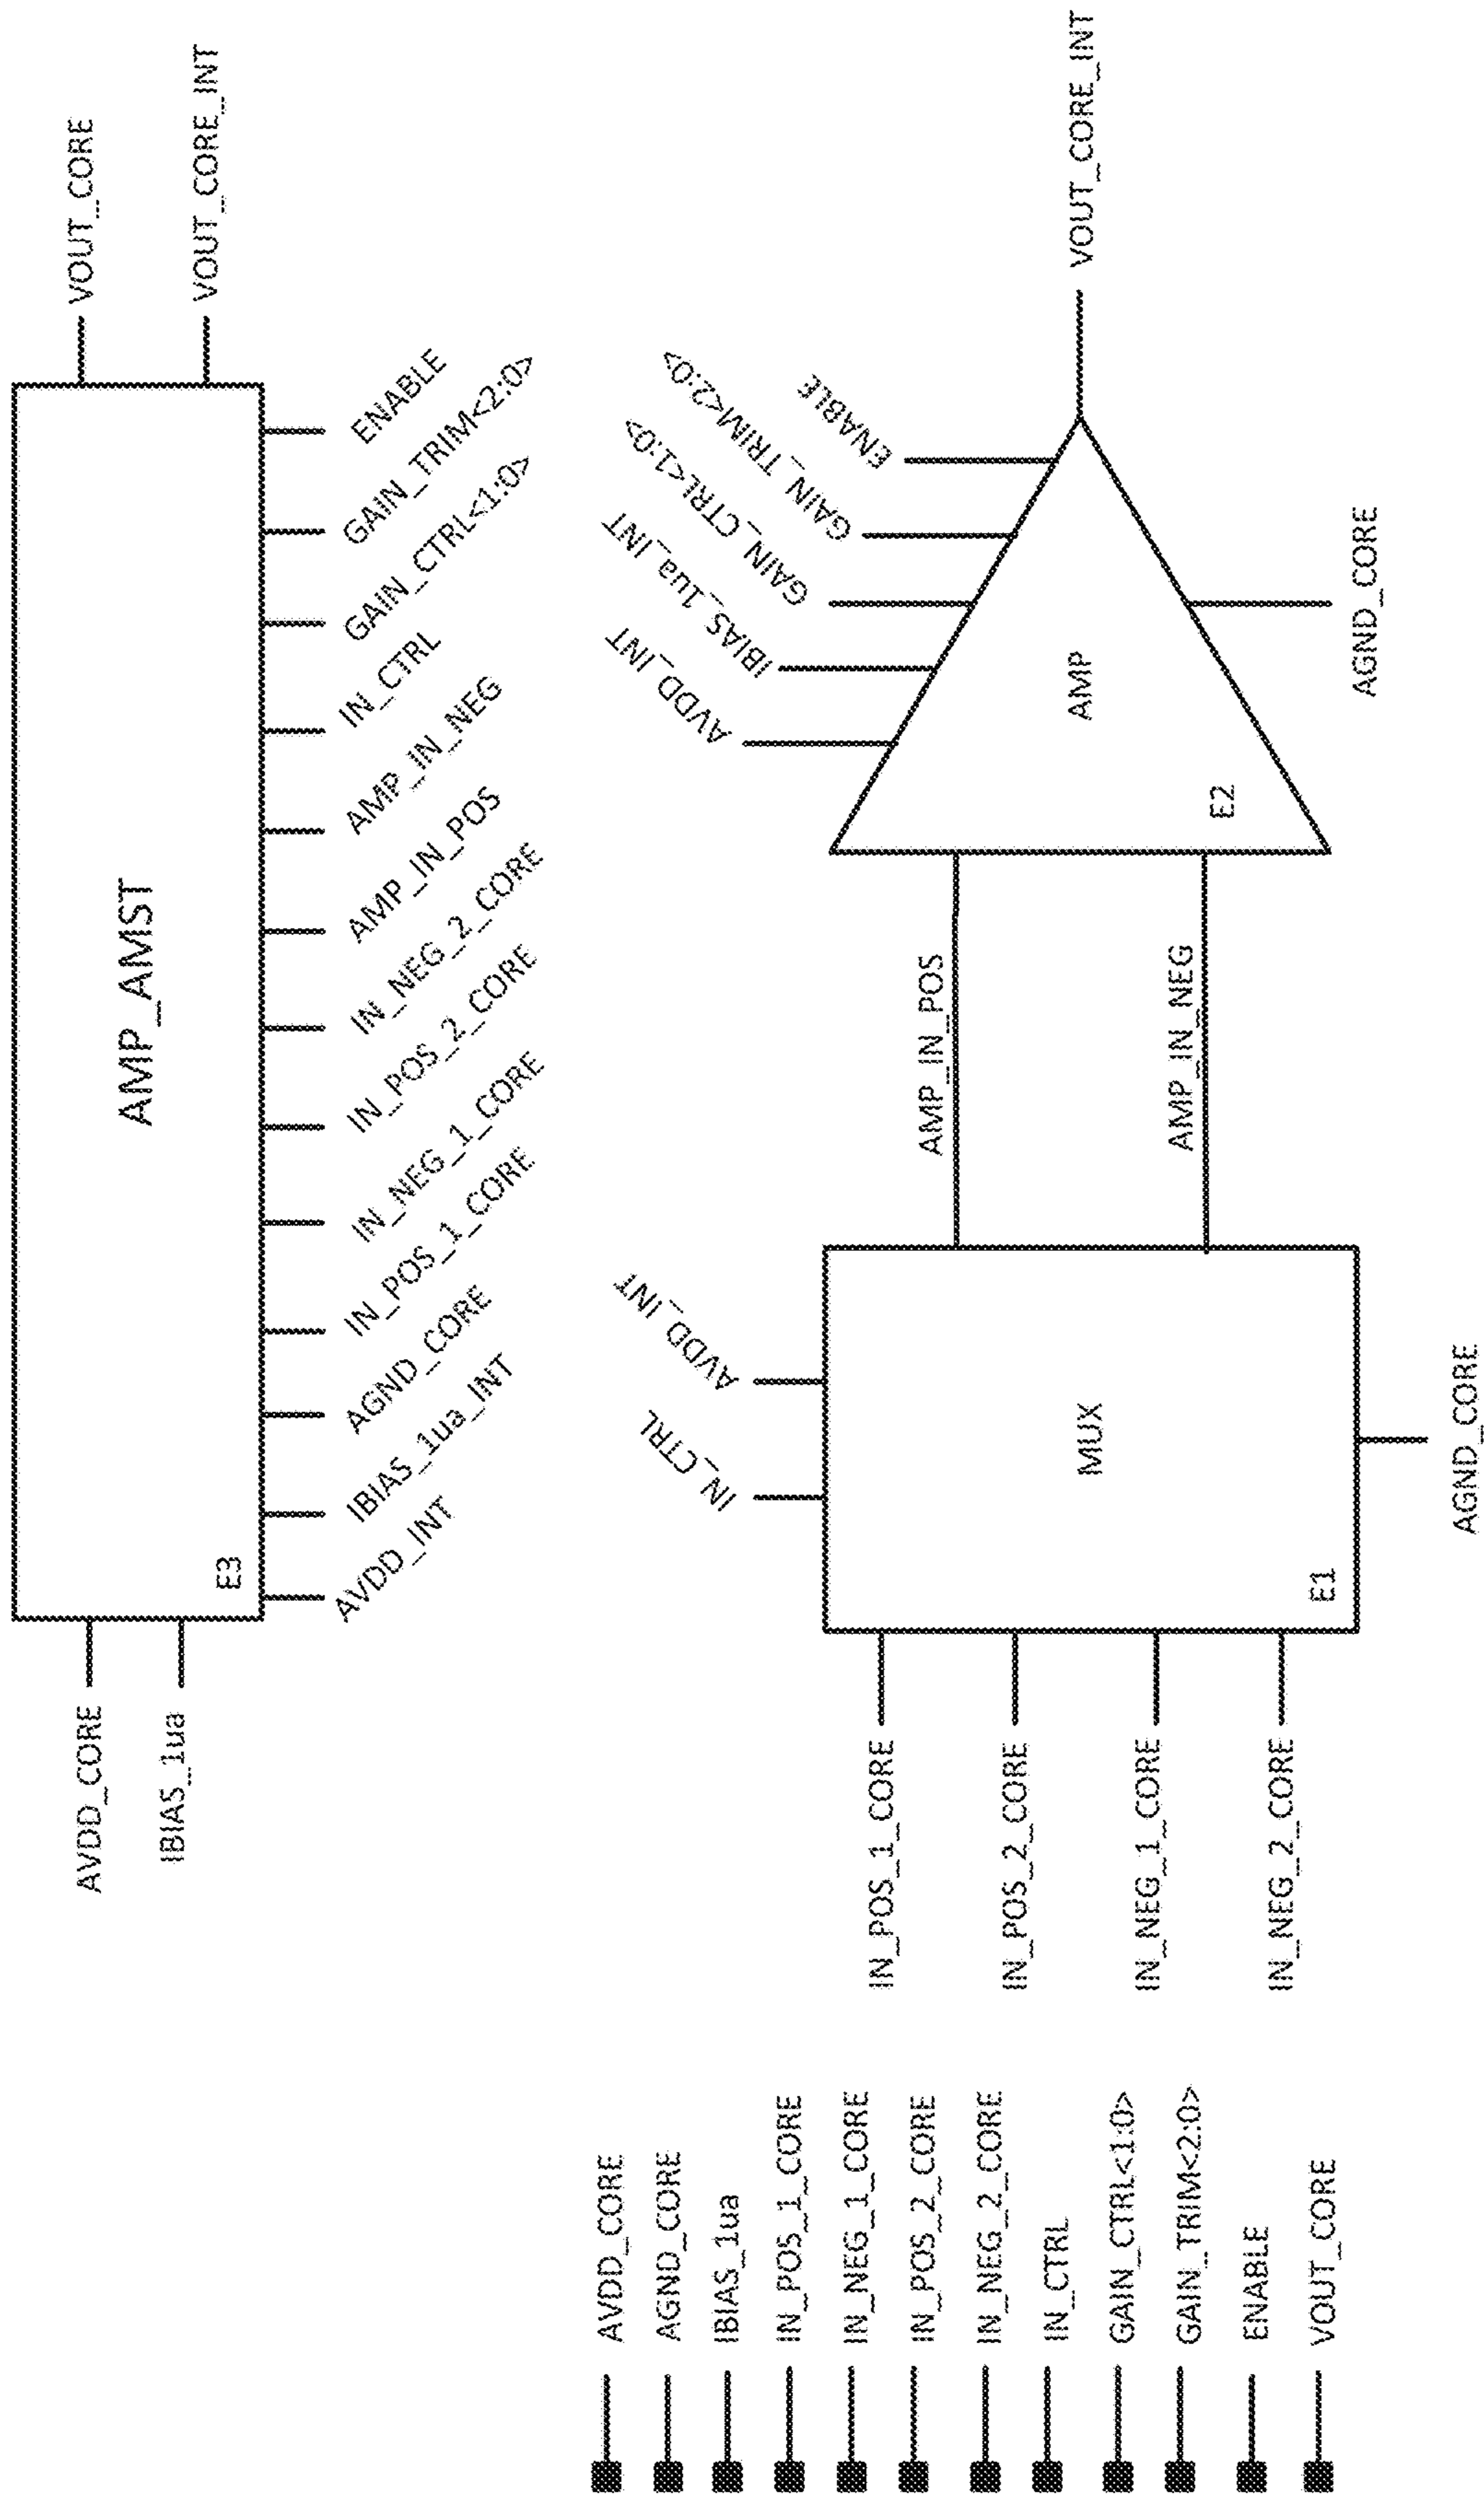 AVDD_CORE
IBIAS_1ua
AMP_AMST
E3
VOUT_CORE
VOUT_CORE_INT
AVDD_INT
IBIAS_1ua_INT
AGND_CORE
IN_POS_1_CORE
IN_NEG_1_CORE
IN_POS_2_CORE
IN_NEG_2_CORE
AMP_IN_POS
AMP_IN_NEG
IN_CTRL
GAIN_CTRL<1:0>
GAIN_TRIM<2:0>
ENABLE
AVDD_CORE
AGND_CORE
IBIAS_1ua
IN_POS_1_CORE
IN_NEG_1_CORE
IN_POS_2_CORE
IN_NEG_2_CORE
IN_CTRL
GAIN_CTRL<1:0>
GAIN_TRIM<2:0>
ENABLE
VOUT_CORE
IN_POS_1_CORE
IN_POS_2_CORE
IN_NEG_1_CORE
IN_NEG_2_CORE
IN_CTRL
AVDD_INT
MUX
E1
AGND_CORE
AMP_IN_POS
AMP_IN_NEG
AVDD_INT
IBIAS_1ua_INT
GAIN_CTRL<1:0>
GAIN_TRIM<2:0>
ENABLE
AMP
E2
AGND_CORE
VOUT_CORE_INT